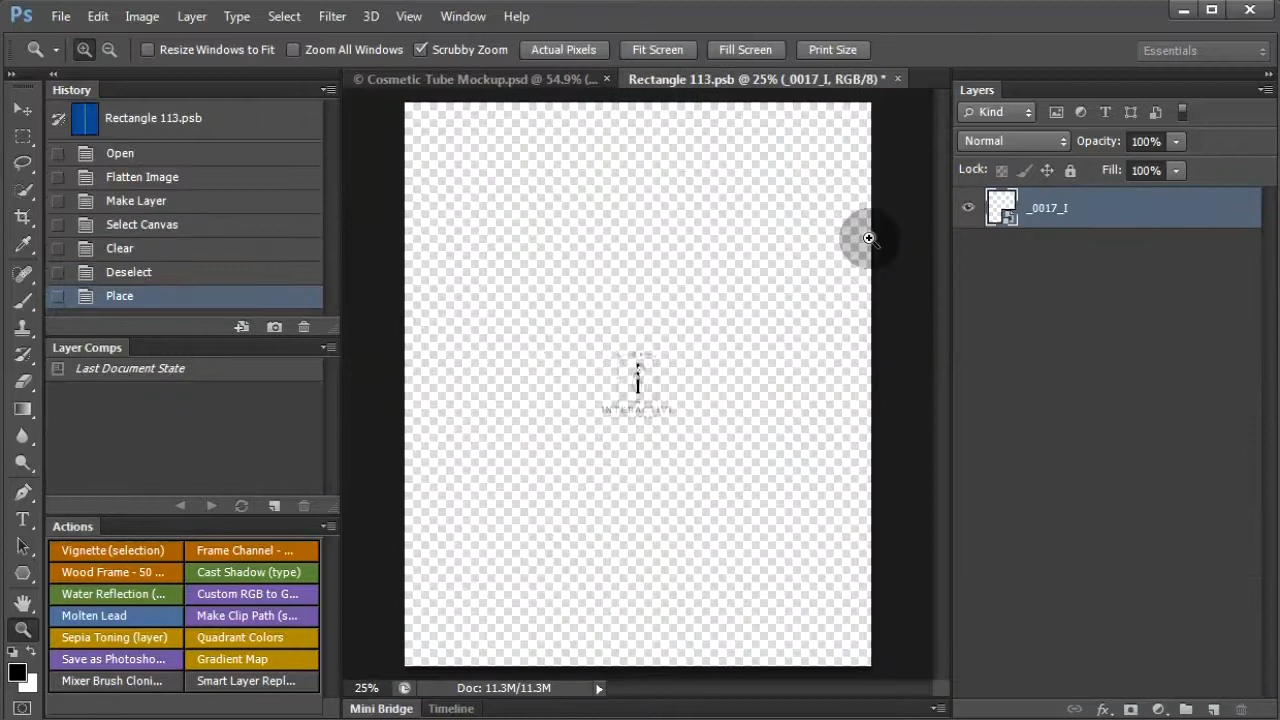 Ps File Edit Image Layer Type Select Filter 3D View Window Help
Resize Windows to Fit Zoom All Windows Scrubby Zoom Actual Pixels Fit Screen Fill Screen Print Size Essentials
History
Rectangle 113.psb
Open
Flatten Image
Make Layer
Select Canvas
Clear
Deselect
Place
Layer Comps
Last Document State
Actions
Vignette (selection) Frame Channel - ...
Wood Frame - 50 ... Cast Shadow (type)
Water Reflection (... Custom RGB to G...
Molten Lead Make Clip Path (s...
Sepia Toning (layer) Quadrant Colors
Save as Photosho... Gradient Map
Mixer Brush Cloni... Smart Layer Repl...
© Cosmetic Tube Mockup.psd @ 54.9% (... × Rectangle 113.psb @ 25% (_0017_I, RGB/8) * ×
i
INTERACTIVE
25% Doc: 11.3M/11.3M
Mini Bridge Timeline
Layers
Kind
Normal Opacity: 100%
Lock: Fill: 100%
_0017_I